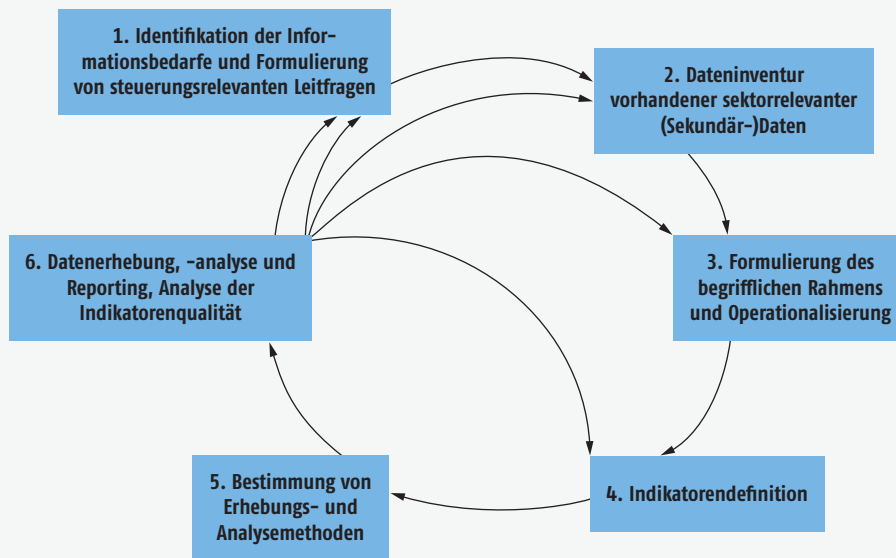 1. Identifikation der Infor-
mationsbedarfe und Formulierung
von steuerungsrelevanten Leitfragen
2. Dateninventur
vorhandener sektorrelevanter
(Sekundär-)Daten
3. Formulierung des
begrifflichen Rahmens
und Operationalisierung
4. Indikatorendefinition
5. Bestimmung von
Erhebungs- und
Analysemethoden
6. Datenerhebung, -analyse und
Reporting, Analyse der
Indikatorenqualität